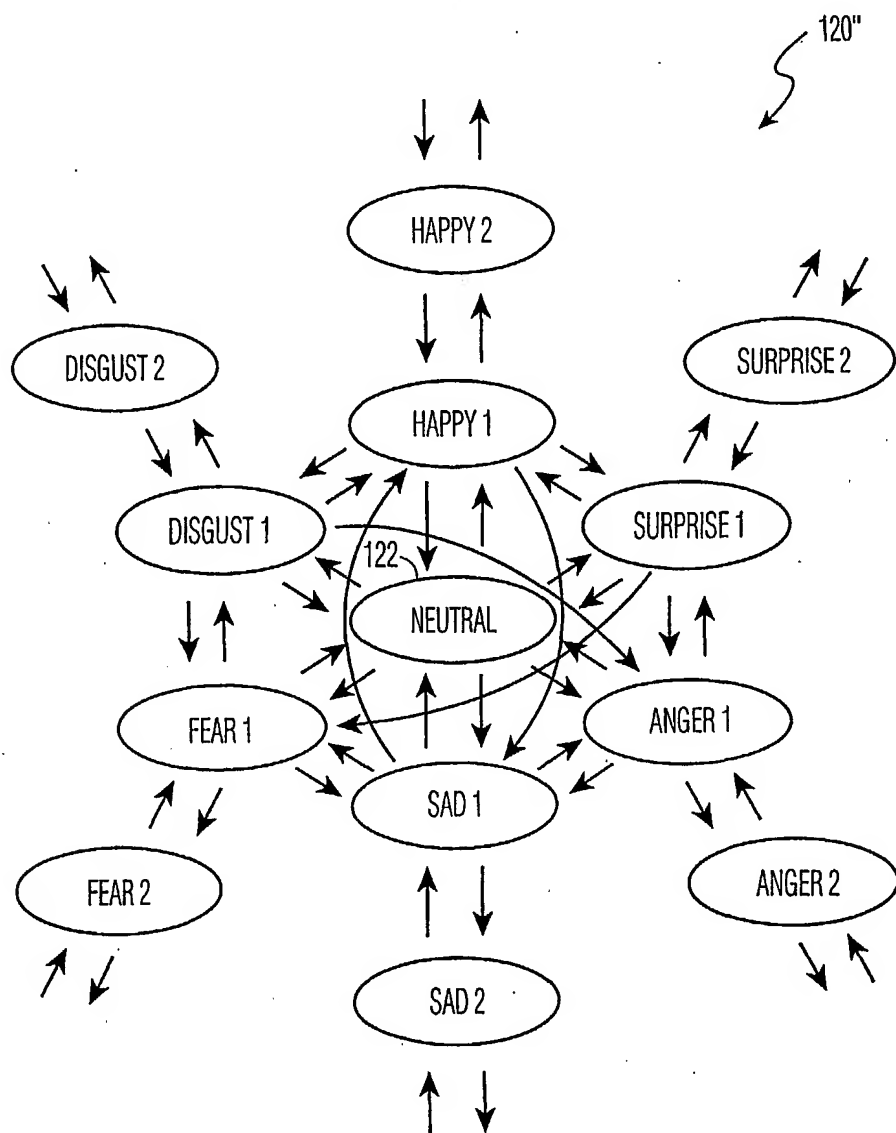 120"
HAPPY 2
DISGUST 2
SURPRISE 2
HAPPY 1
DISGUST 1
SURPRISE 1
122
NEUTRAL
FEAR 1
ANGER 1
SAD 1
FEAR 2
ANGER 2
SAD 2